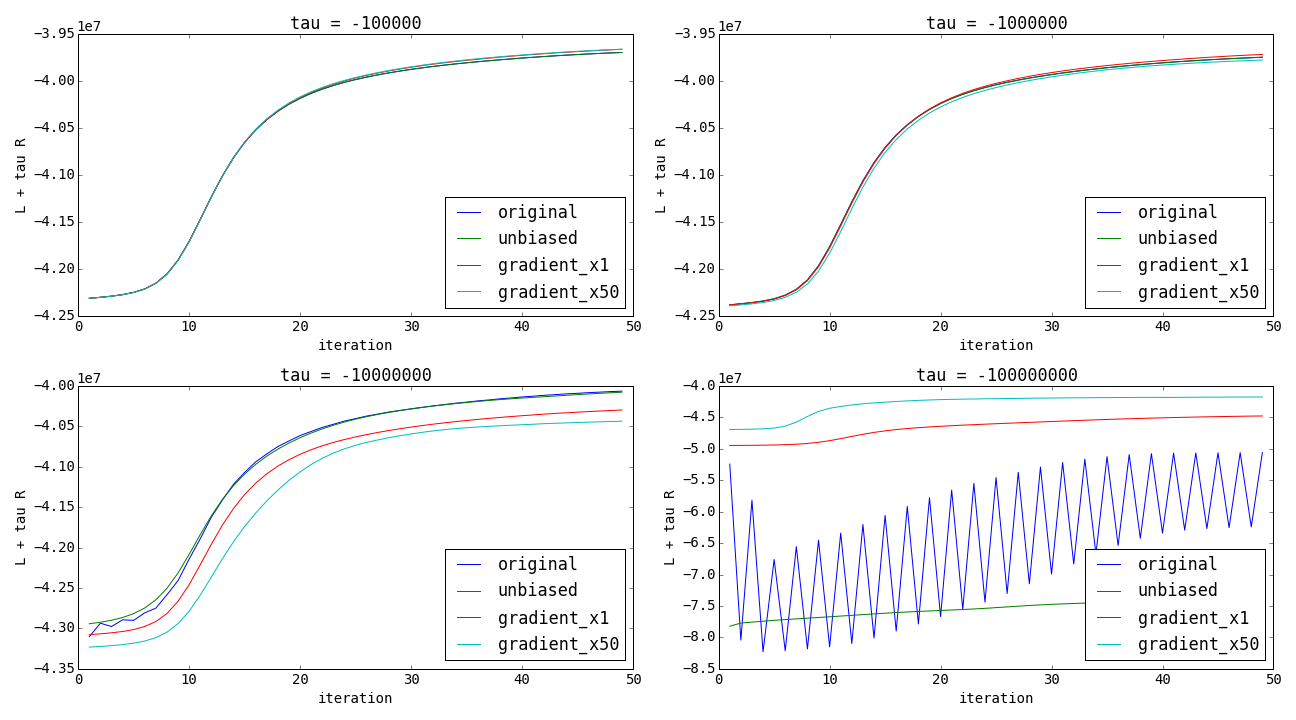 tau = -100000
1e7
−3.95
−4.00
−4.05
−4.10
−4.15
−4.20
−4.25
L + tau R
0
10
20
30
40
50
iteration
original
unbiased
gradient_x1
gradient_x50
tau = -1000000
1e7
−3.95
−4.00
−4.05
−4.10
−4.15
−4.20
−4.25
L + tau R
0
10
20
30
40
50
iteration
original
unbiased
gradient_x1
gradient_x50
tau = -10000000
1e7
−4.00
−4.05
−4.10
−4.15
−4.20
−4.25
−4.30
−4.35
L + tau R
0
10
20
30
40
50
iteration
original
unbiased
gradient_x1
gradient_x50
tau = -100000000
1e7
−4.0
−4.5
−5.0
−5.5
−6.0
−6.5
−7.0
−7.5
−8.0
−8.5
L + tau R
0
10
20
30
40
50
iteration
original
unbiased
gradient_x1
gradient_x50